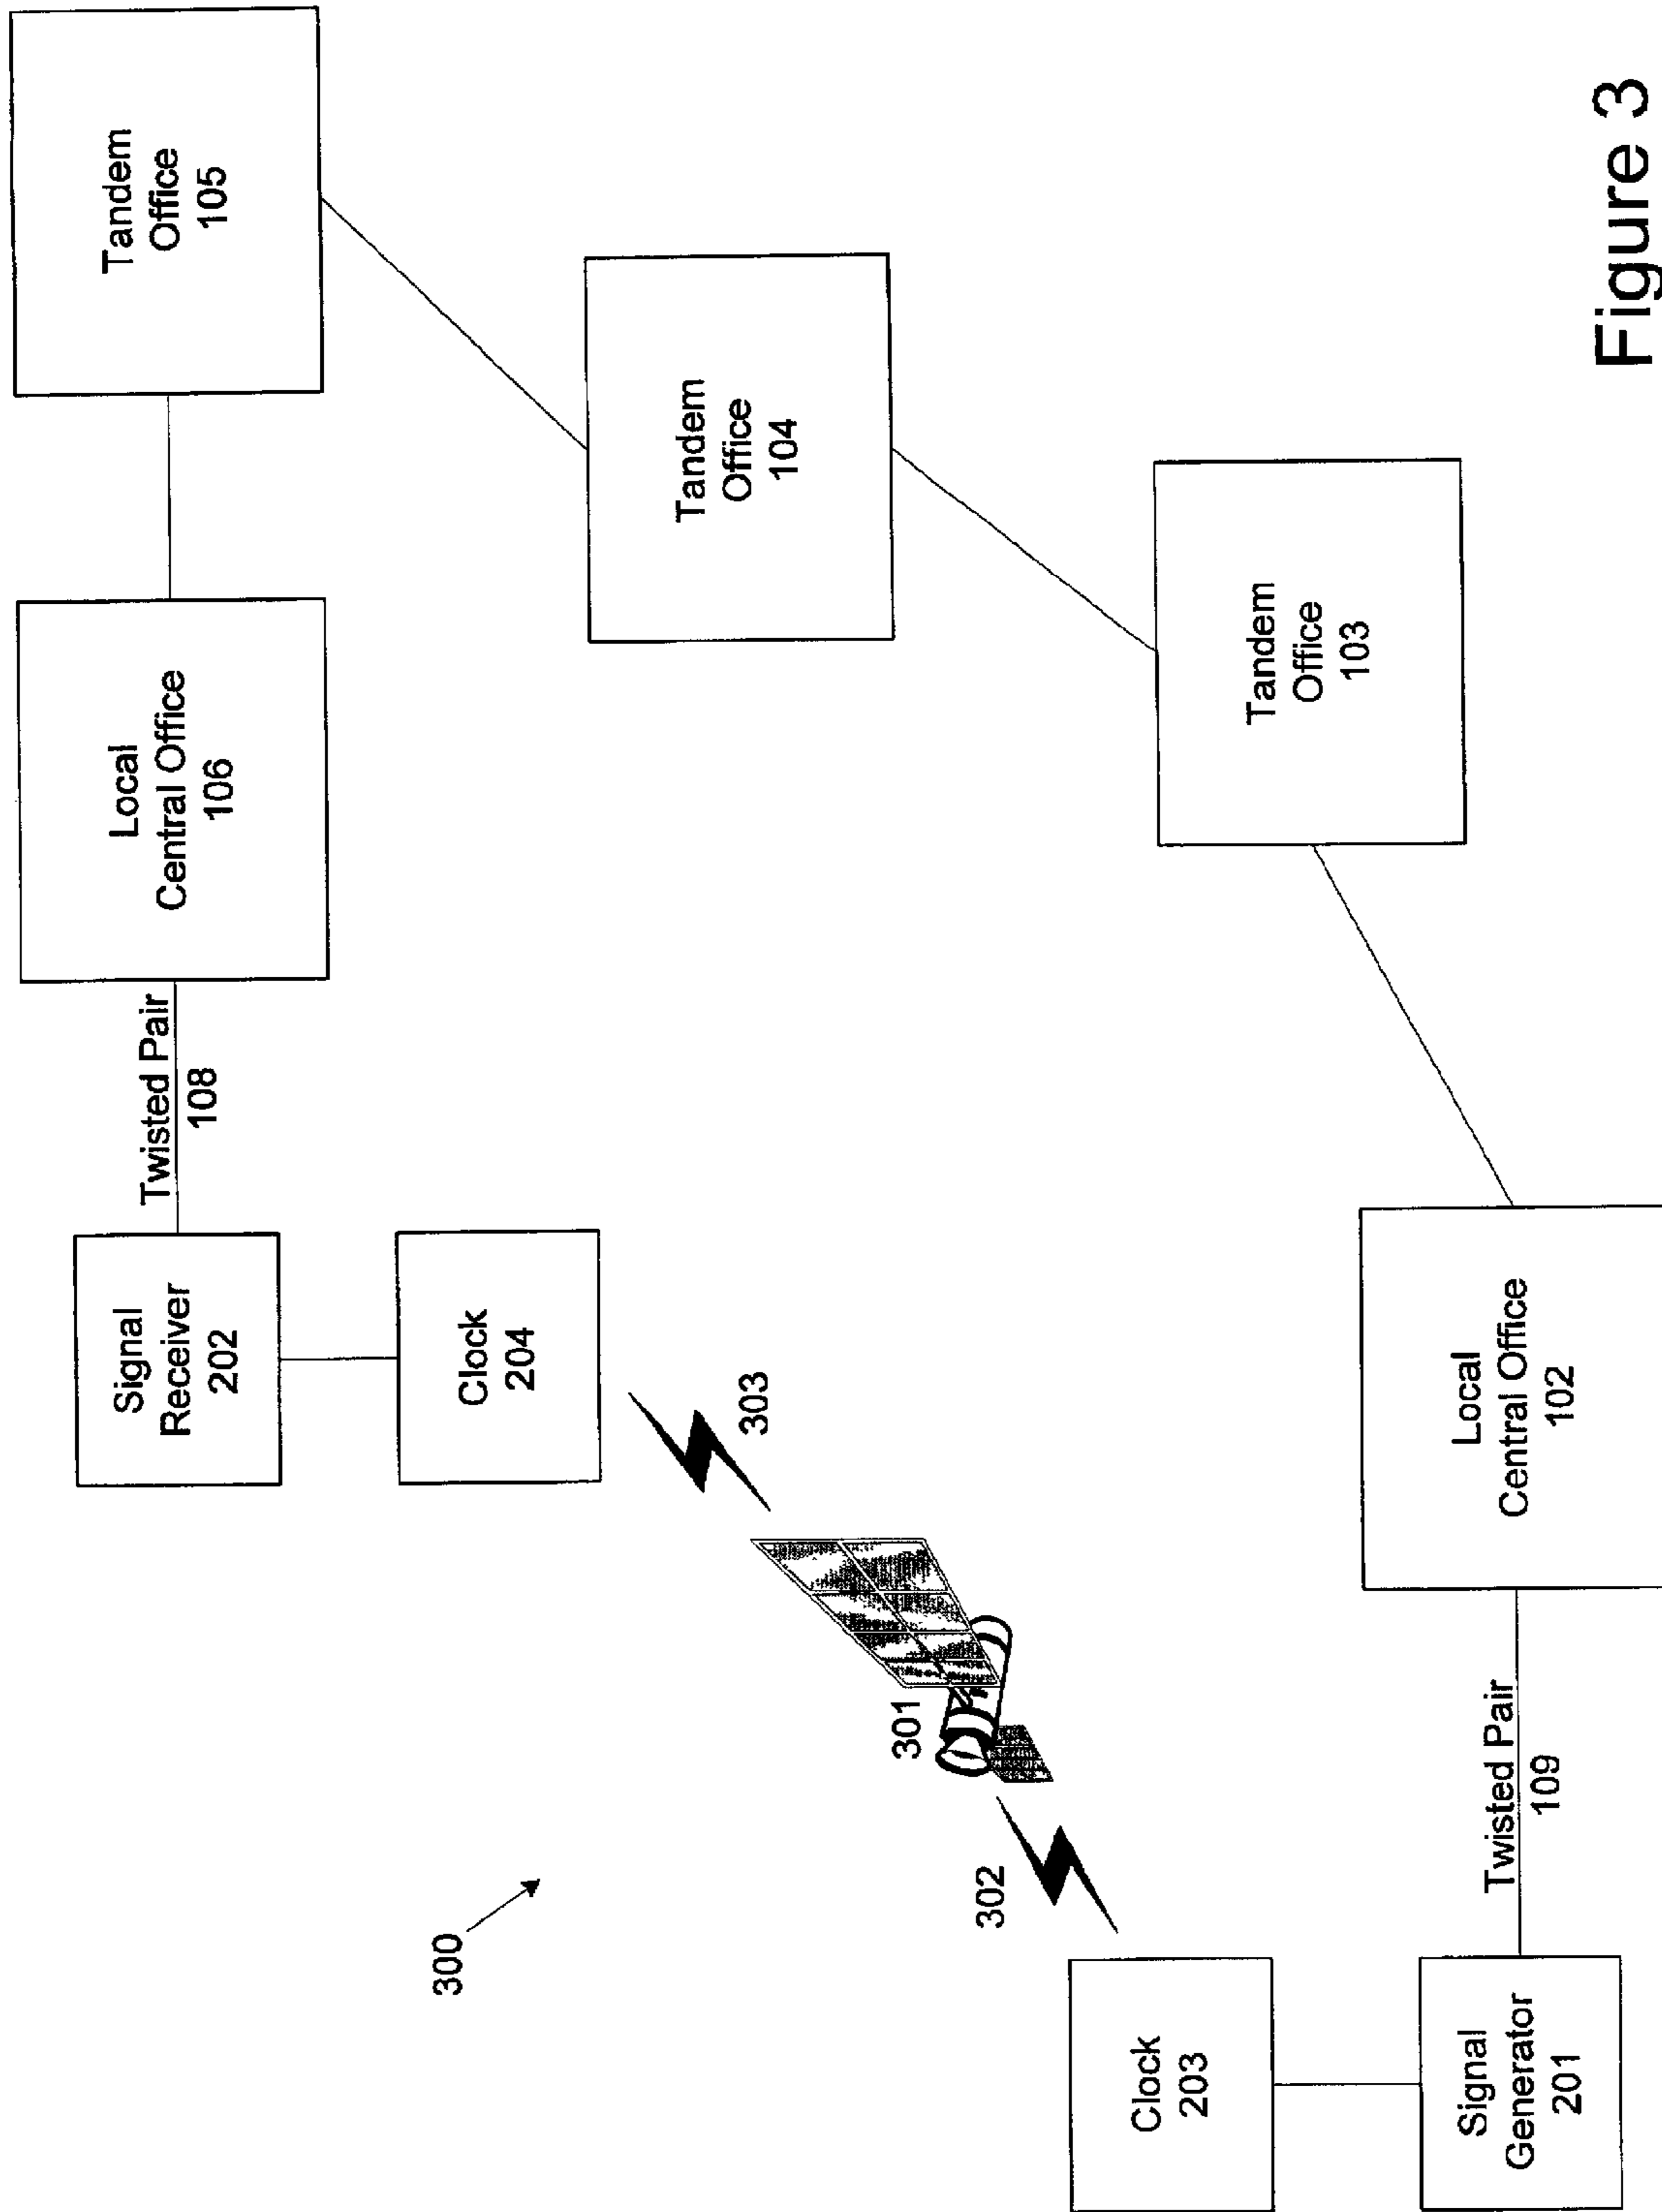 300
Signal
Receiver
202
Twisted Pair
108
Local
Central Office
106
Tandem
Office
105
Clock
204
303
301
302
Tandem
Office
104
Clock
203
Tandem
Office
103
Signal
Generator
201
Twisted Pair
109
Local
Central Office
102
Figure 3